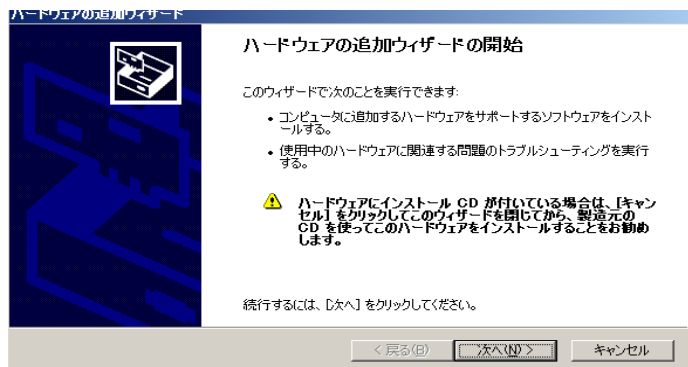 ハードウェアの追加ウィザード
ハードウェアの追加ウィザードの開始
このウィザードで次のことを実行できます:
• コンピュータに追加するハードウェアをサポートするソフトウェアをインスト
ールする。
• 使用中のハードウェアに関連する問題のトラブルシューティングを実行
する。
ハードウェアにインストール CD が付いている場合は、[キャン
セル] をクリックしてこのウィザードを閉じてから、製造元の
CD を使ってこのハードウェアをインストールすることをお勧め
します。
続行するには、[次へ] をクリックしてください。
< 戻る(B) 次へ(N) > キャンセル